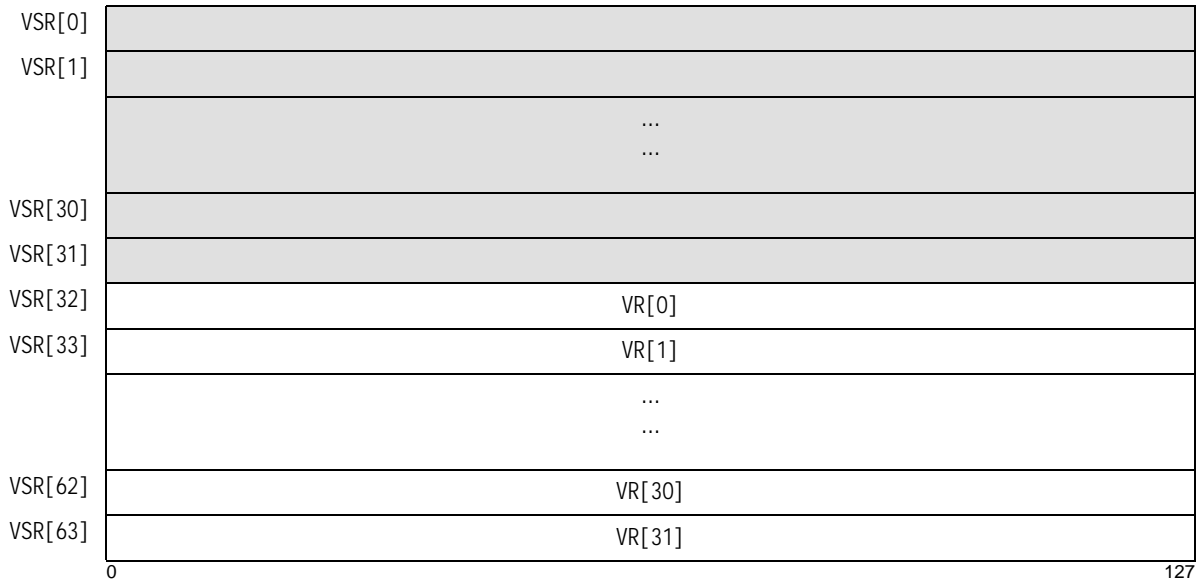 VSR[0]
VSR[1]
...
...
VSR[30]
VSR[31]
VSR[32] VR[0]
VSR[33] VR[1]
...
...
VSR[62] VR[30]
VSR[63] VR[31]
0 127